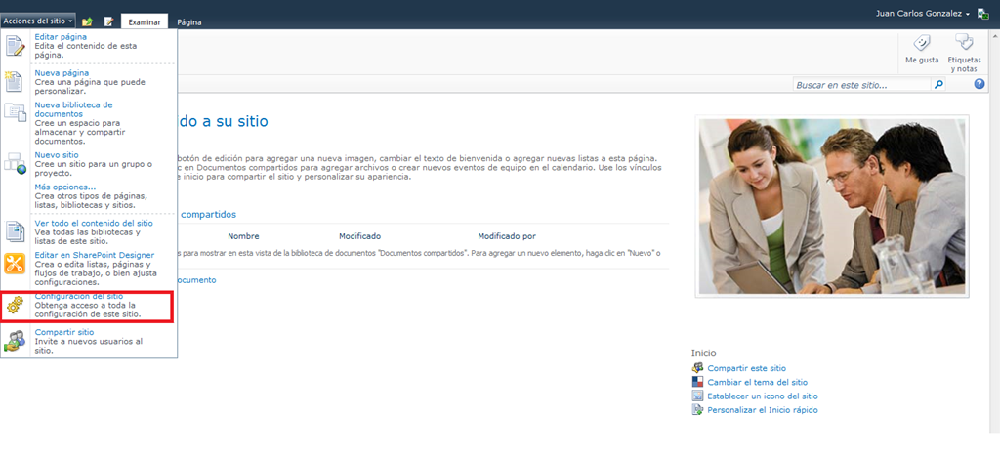 Acciones del sitio
Examinar
Página
Juan Carlos Gonzalez
Editar página
Edita el contenido de esta
página.
Nueva página
Crea una página que puede
personalizar.
Nueva biblioteca de
documentos
Cree un espacio para
almacenar y compartir
documentos.
Nuevo sitio
Cree un sitio para un grupo o
proyecto.
Más opciones...
Crea otros tipos de páginas,
listas, bibliotecas y sitios.
Ver todo el contenido del sitio
Vea todas las bibliotecas y
listas de este sitio.
Editar en SharePoint Designer
Crea o edita listas, páginas y
flujos de trabajo, o bien ajusta
configuraciones.
Configuración del sitio
Obtenga acceso a toda la
configuración de este sitio.
Compartir sitio
Invite a nuevos usuarios al
sitio.
Me gusta
Etiquetas
y notas
Buscar en este sitio...
do a su sitio
botón de edición para agregar una nueva imagen, cambiar el texto de bienvenida o agregar nuevas listas a esta página.
ic en Documentos compartidos para agregar archivos o crear nuevos eventos de equipo en el calendario. Use los vínculos
e inicio para compartir el sitio y personalizar su apariencia.
compartidos
Nombre
Modificado
Modificado por
s para mostrar en esta vista de la biblioteca de documentos "Documentos compartidos". Para agregar un nuevo elemento, haga clic en "Nuevo" o
ocumento
Inicio
Compartir este sitio
Cambiar el tema del sitio
Establecer un icono del sitio
Personalizar el Inicio rápido